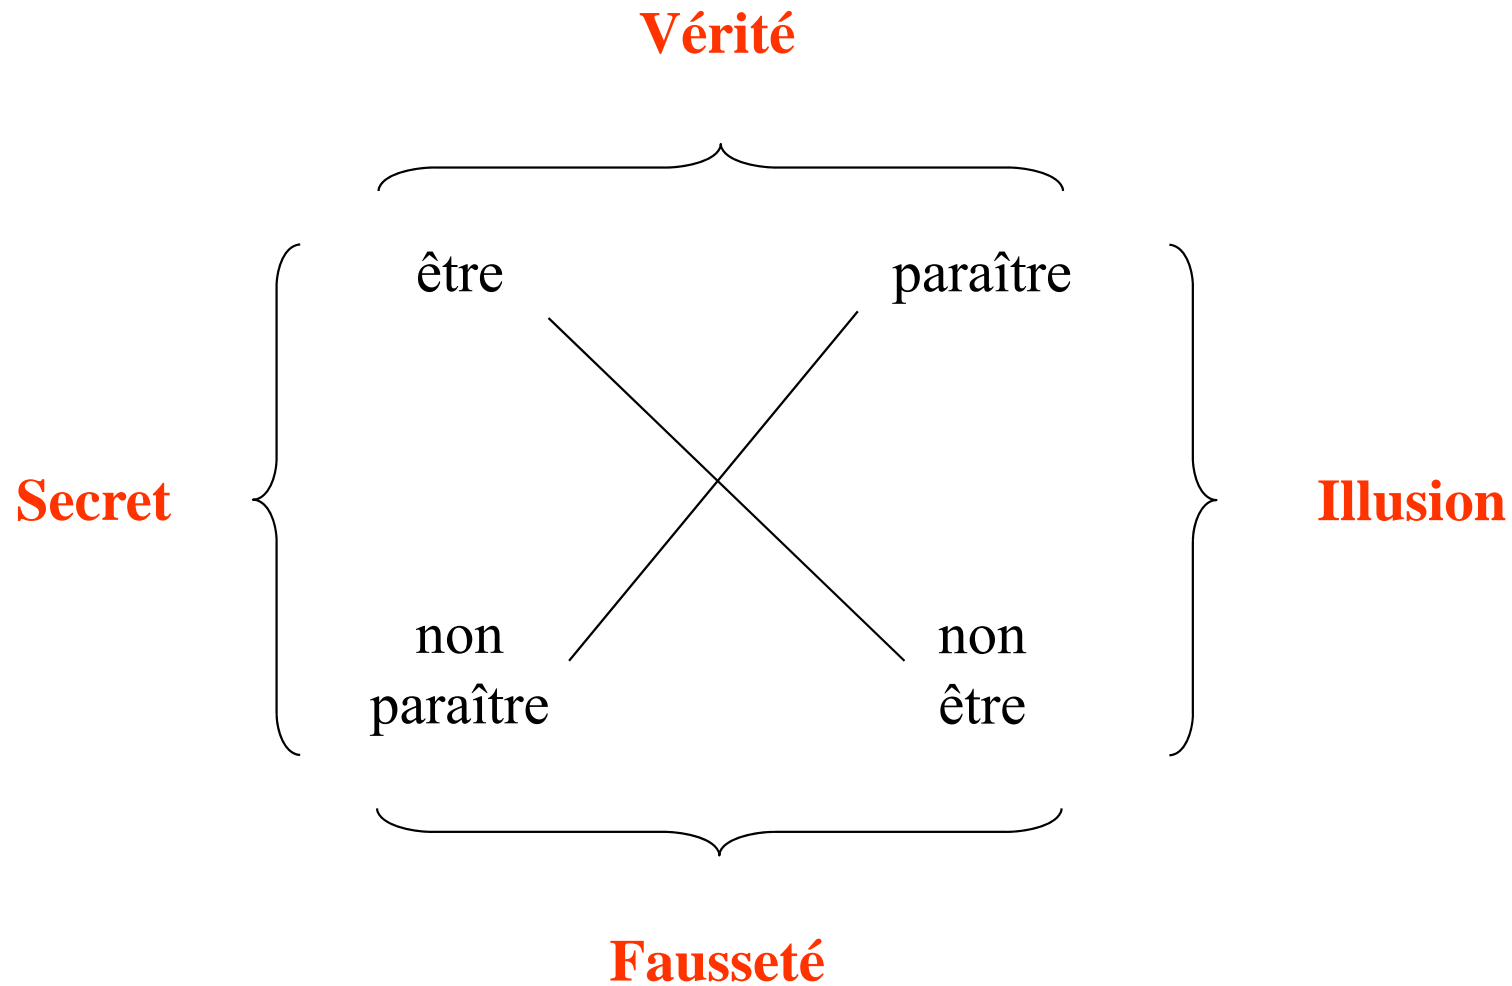 Vérité
être
paraître
Secret
Illusion
non
paraître
non
être
Fausseté